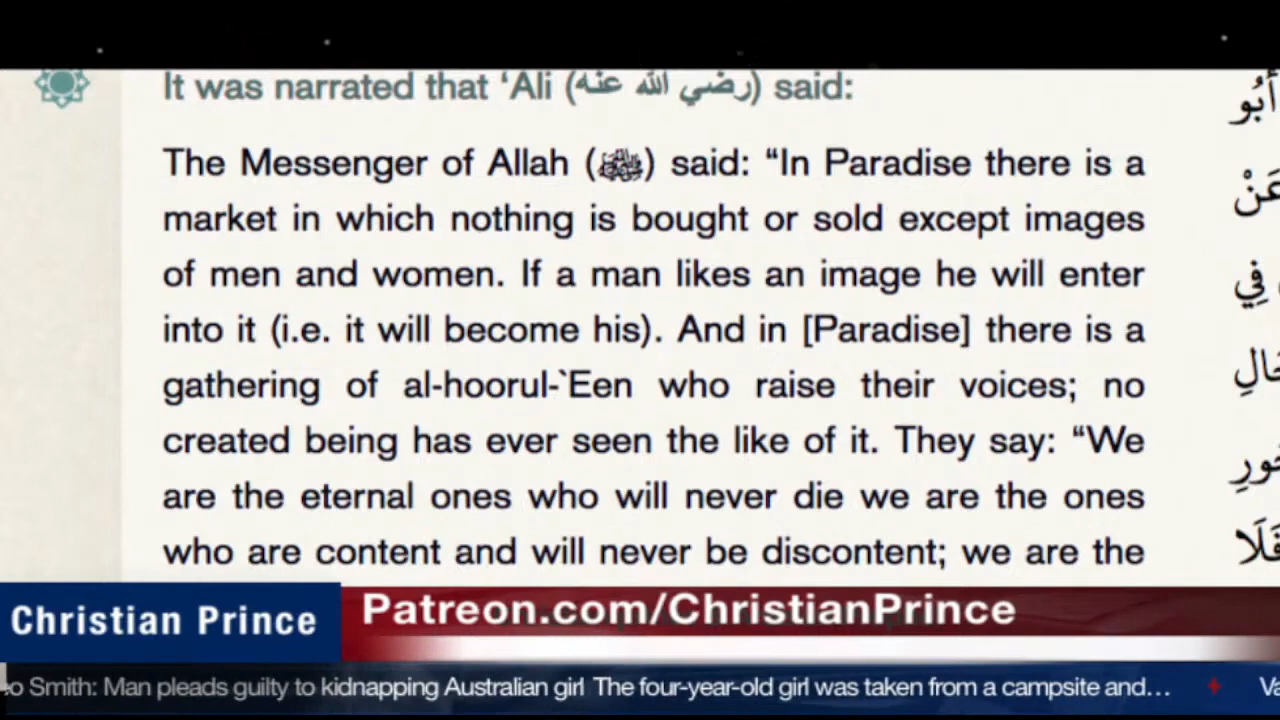 It was narrated that ‘Ali (رضي الله عنه) said:
The Messenger of Allah (ﷺ) said: “In Paradise there is a
market in which nothing is bought or sold except images
of men and women. If a man likes an image he will enter
into it (i.e. it will become his). And in [Paradise] there is a
gathering of al-hoorul-`Een who raise their voices; no
created being has ever seen the like of it. They say: “We
are the eternal ones who will never die we are the ones
who are content and will never be discontent; we are the
أَبُو
عَنْ
فِي
Christian Prince
Patreon.com/ChristianPrince
Smith: Man pleads guilty to kidnapping Australian girl The four-year-old girl was taken from a campsite and...